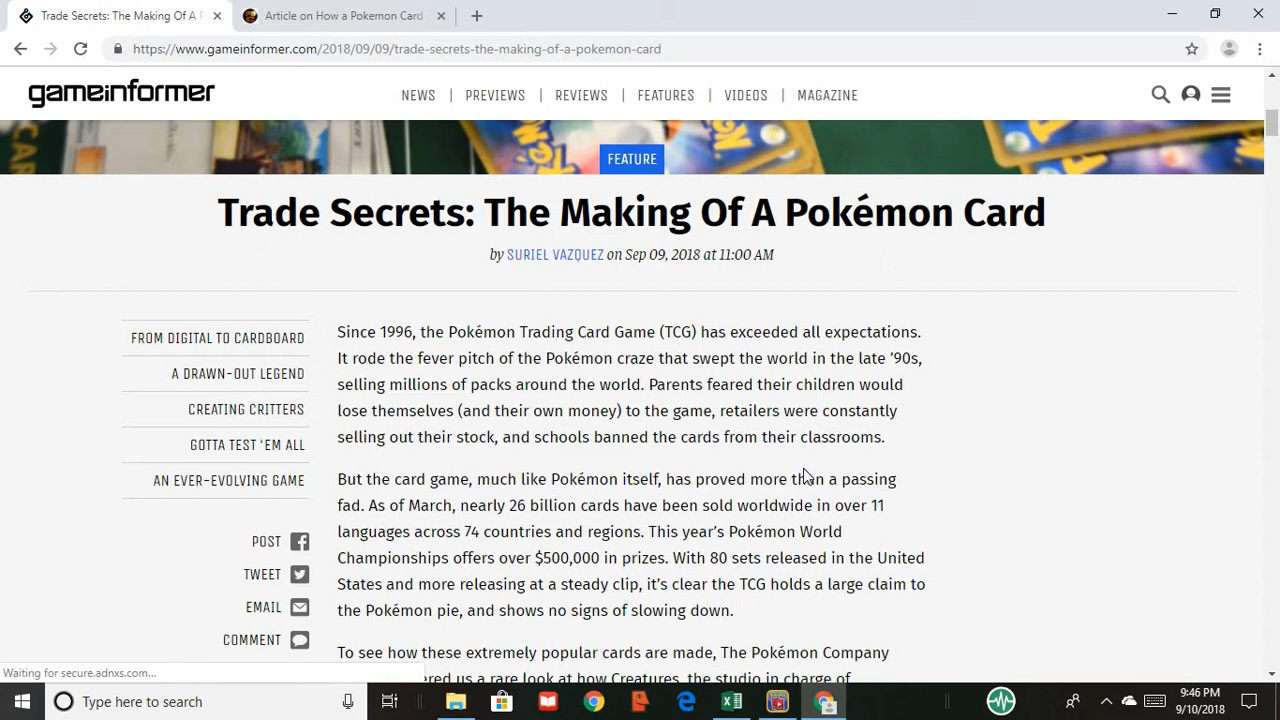 Trade Secrets: The Making Of A P
Article on How a Pokemon Card
https://www.gameinformer.com/2018/09/09/trade-secrets-the-making-of-a-pokemon-card
gameinformer
NEWS | PREVIEWS | REVIEWS | FEATURES | VIDEOS | MAGAZINE
FEATURE
Trade Secrets: The Making Of A Pokémon Card
by SURIEL VAZQUEZ on Sep 09, 2018 at 11:00 AM
FROM DIGITAL TO CARDBOARD
A DRAWN-OUT LEGEND
CREATING CRITTERS
GOTTA TEST ‘EM ALL
AN EVER-EVOLVING GAME
POST
TWEET
EMAIL
COMMENT
Since 1996, the Pokémon Trading Card Game (TCG) has exceeded all expectations.
It rode the fever pitch of the Pokémon craze that swept the world in the late ’90s,
selling millions of packs around the world. Parents feared their children would
lose themselves (and their own money) to the game, retailers were constantly
selling out their stock, and schools banned the cards from their classrooms.
But the card game, much like Pokémon itself, has proved more than a passing
fad. As of March, nearly 26 billion cards have been sold worldwide in over 11
languages across 74 countries and regions. This year’s Pokémon World
Championships offers over $500,000 in prizes. With 80 sets released in the United
States and more releasing at a steady clip, it’s clear the TCG holds a large claim to
the Pokémon pie, and shows no signs of slowing down.
To see how these extremely popular cards are made, The Pokémon Company
us a rare look at how Creatures, the studio in charge of
Waiting for secure.adnxs.com...
Type here to search
9:46 PM
9/10/2018